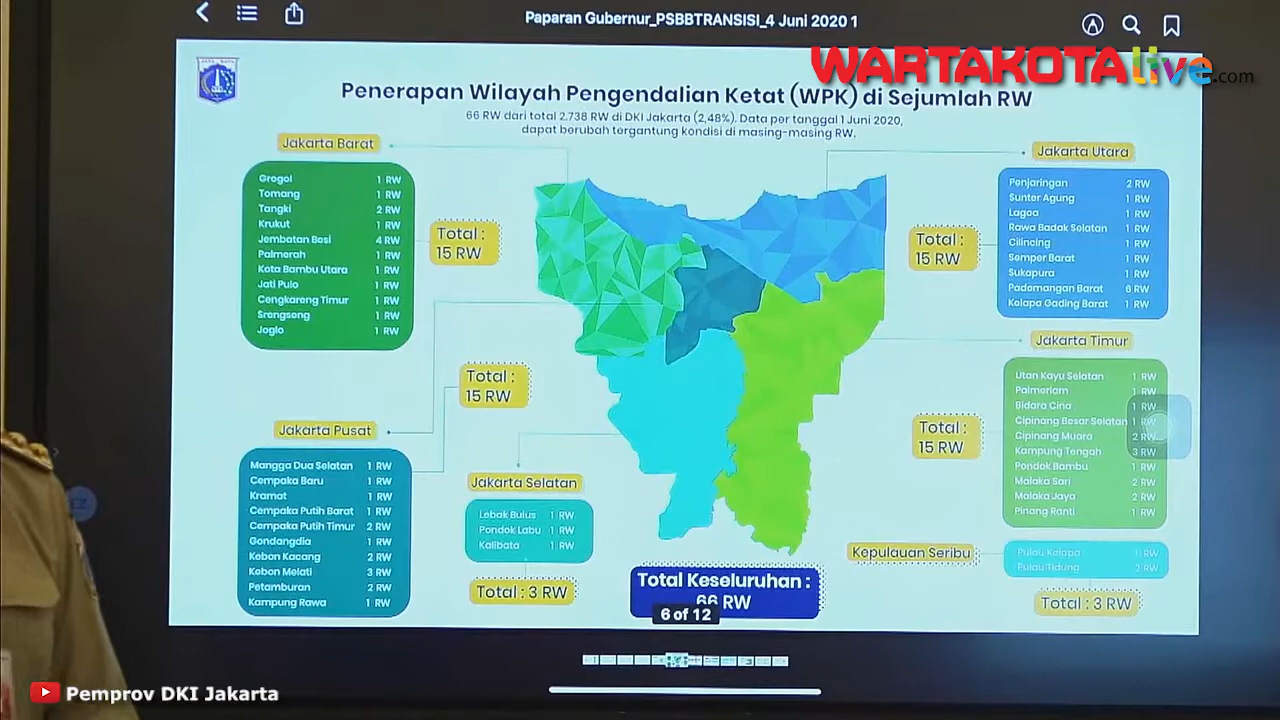 Paparan Gubernur_PSBBTRANSISI_4 Juni 2020 1
WARTAKOTAlive.com
JAYA RAYA
Penerapan Wilayah Pengendalian Ketat (WPK) di Sejumlah RW
66 RW dari total 2.738 RW di DKI Jakarta (2,48%). Data per tanggal 1 Juni 2020,
dapat berubah tergantung kondisi di masing-masing RW.
Jakarta Barat
Grogol 1 RW
Tomang 1 RW
Tangki 2 RW
Krukut 1 RW
Jembatan Besi 4 RW
Palmerah 1 RW
Kota Bambu Utara 1 RW
Jati Pulo 1 RW
Cengkareng Timur 1 RW
Srengseng 1 RW
Joglo 1 RW
Total :
15 RW
Jakarta Utara
Penjaringan 2 RW
Sunter Agung 1 RW
Lagoa 1 RW
Rawa Badak Selatan 1 RW
Cilincing 1 RW
Semper Barat 1 RW
Sukapura 1 RW
Pademangan Barat 6 RW
Kelapa Gading Barat 1 RW
Total :
15 RW
Jakarta Pusat
Mangga Dua Selatan 1 RW
Cempaka Baru 1 RW
Kramat 1 RW
Cempaka Putih Barat 1 RW
Cempaka Putih Timur 2 RW
Gondangdia 1 RW
Kebon Kacang 2 RW
Kebon Melati 3 RW
Petamburan 2 RW
Kampung Rawa 1 RW
Total :
15 RW
Jakarta Selatan
Lebak Bulus 1 RW
Pondok Labu 1 RW
Kalibata 1 RW
Total : 3 RW
Jakarta Timur
Utan Kayu Selatan 1 RW
Palmeriam 1 RW
Bidara Cina 1 RW
Cipinang Besar Selatan 1 RW
Cipinang Muara 2 RW
Kampung Tengah 3 RW
Pondok Bambu 1 RW
Malaka Sari 2 RW
Malaka Jaya 2 RW
Pinang Ranti 1 RW
Total :
15 RW
Kepulauan Seribu
Pulau Kelapa 1 RW
Pulau Tidung 2 RW
Total : 3 RW
Total Keseluruhan :
66 RW
6 of 12
Pemprov DKI Jakarta